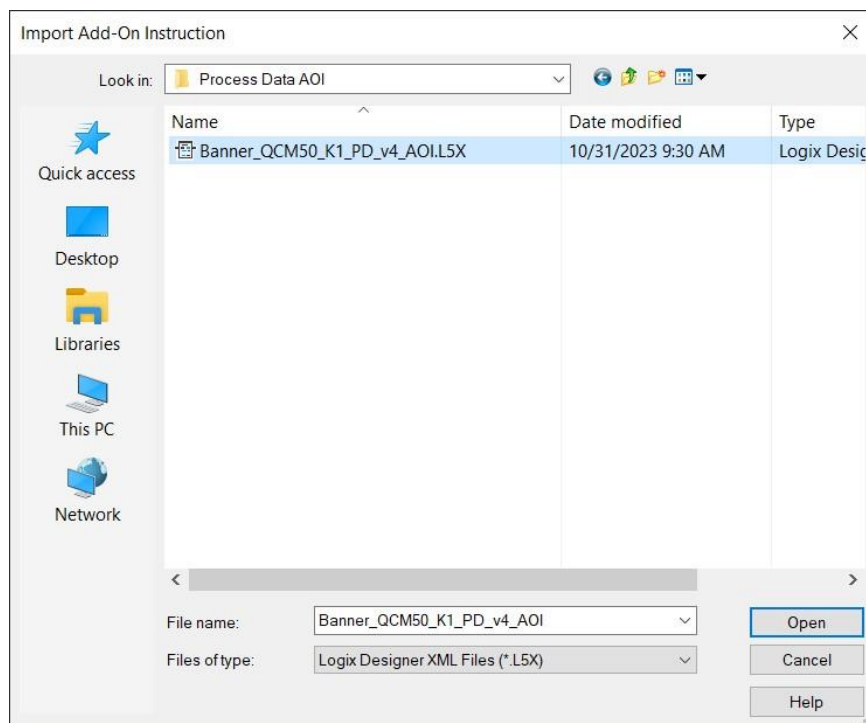 Import Add-On Instruction
Look in: Process Data AOI
Name Date modified Type
Banner_QCM50_K1_PD_v4_AOI.L5X 10/31/2023 9:30 AM Logix Desig
Quick access
Desktop
Libraries
This PC
Network
File name: Banner_QCM50_K1_PD_v4_AOI Open
Files of type: Logix Designer XML Files (*.L5X) Cancel
Help